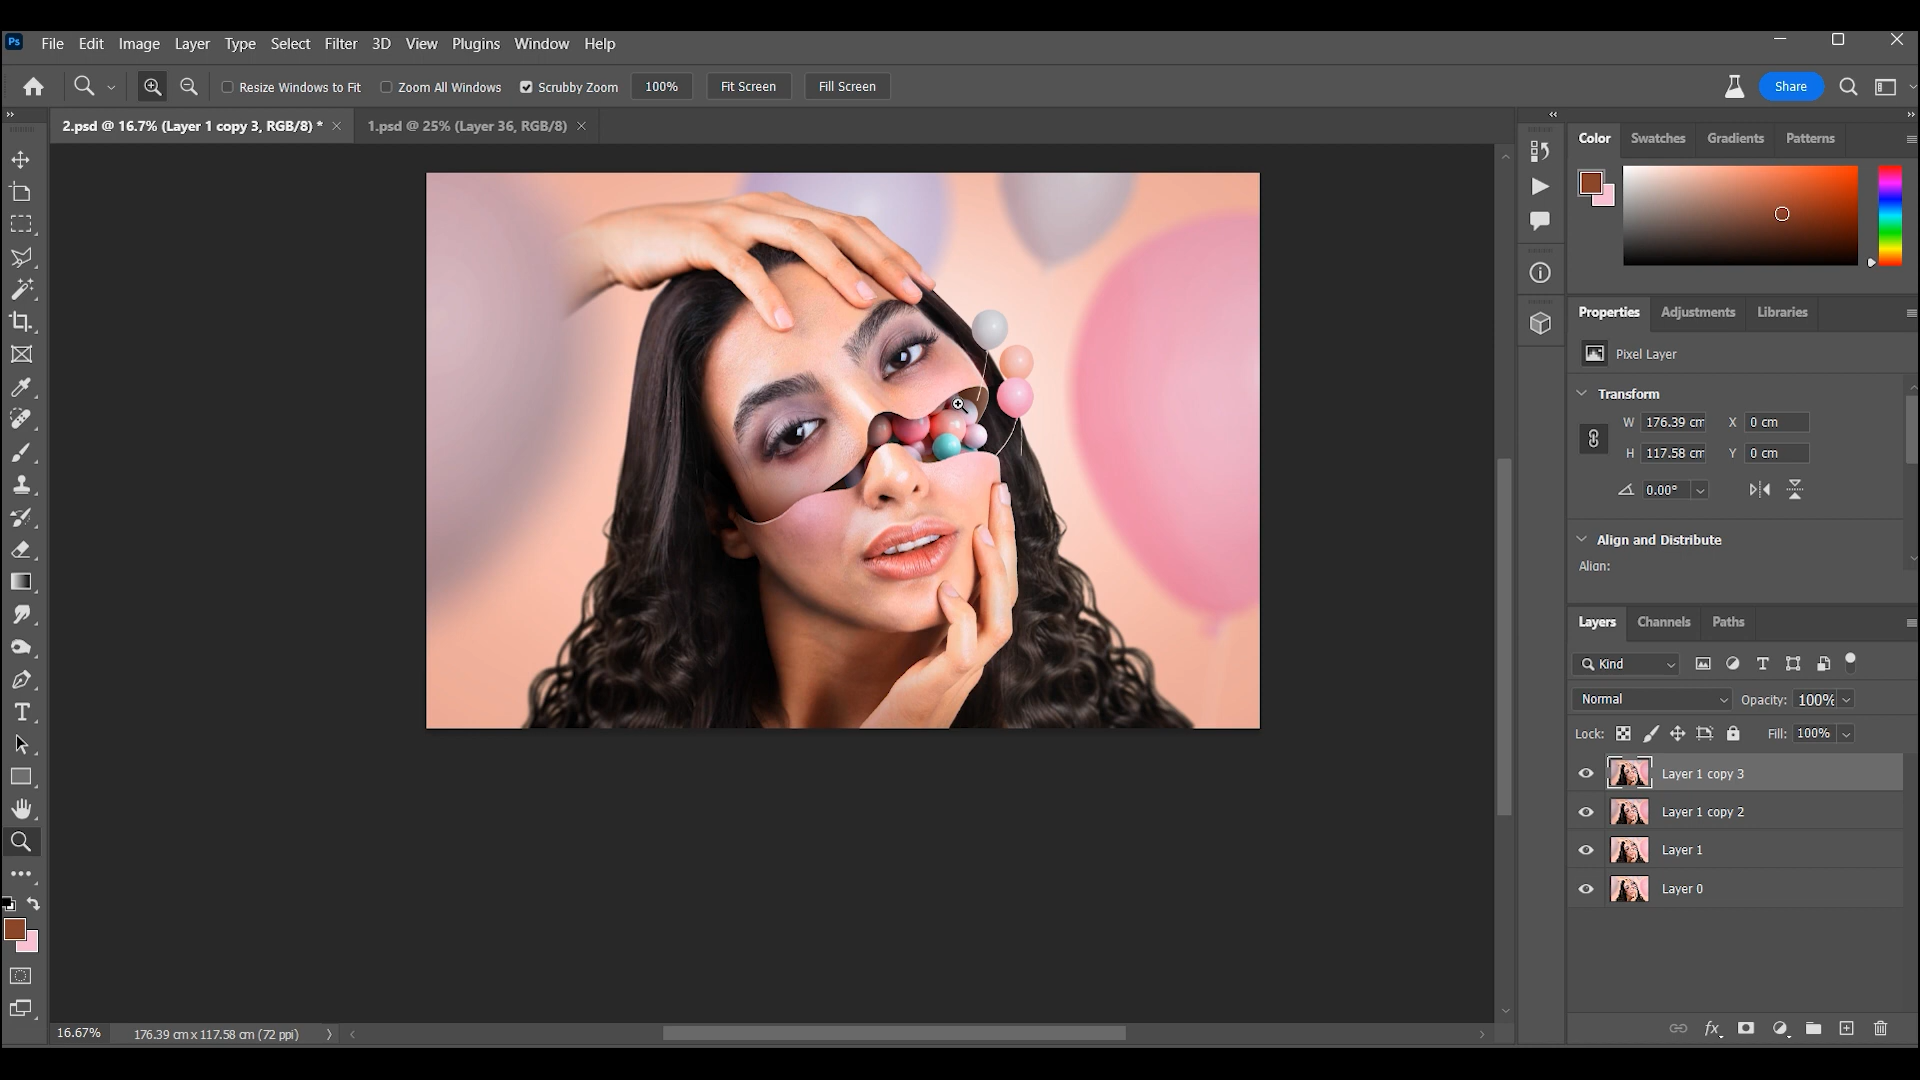 Ps File Edit Image Layer Type Select Filter 3D View Plugins Window Help
Resize Windows to Fit Zoom All Windows Scrubby Zoom 100% Fit Screen Fill Screen Share
2.psd @ 16.7% (Layer 1 copy 3, RGB/8) * 1.psd @ 25% (Layer 36, RGB/8)
Color Swatches Gradients Patterns
Properties Adjustments Libraries
Pixel Layer
Transform
W 176.39 cm X 0 cm
H 117.58 cm Y 0 cm
0.00°
Align and Distribute
Align:
Layers Channels Paths
Kind
Normal Opacity: 100%
Lock: Fill: 100%
Layer 1 copy 3
Layer 1 copy 2
Layer 1
Layer 0
fx
16.67% 176.39 cm x 117.58 cm (72 ppi)